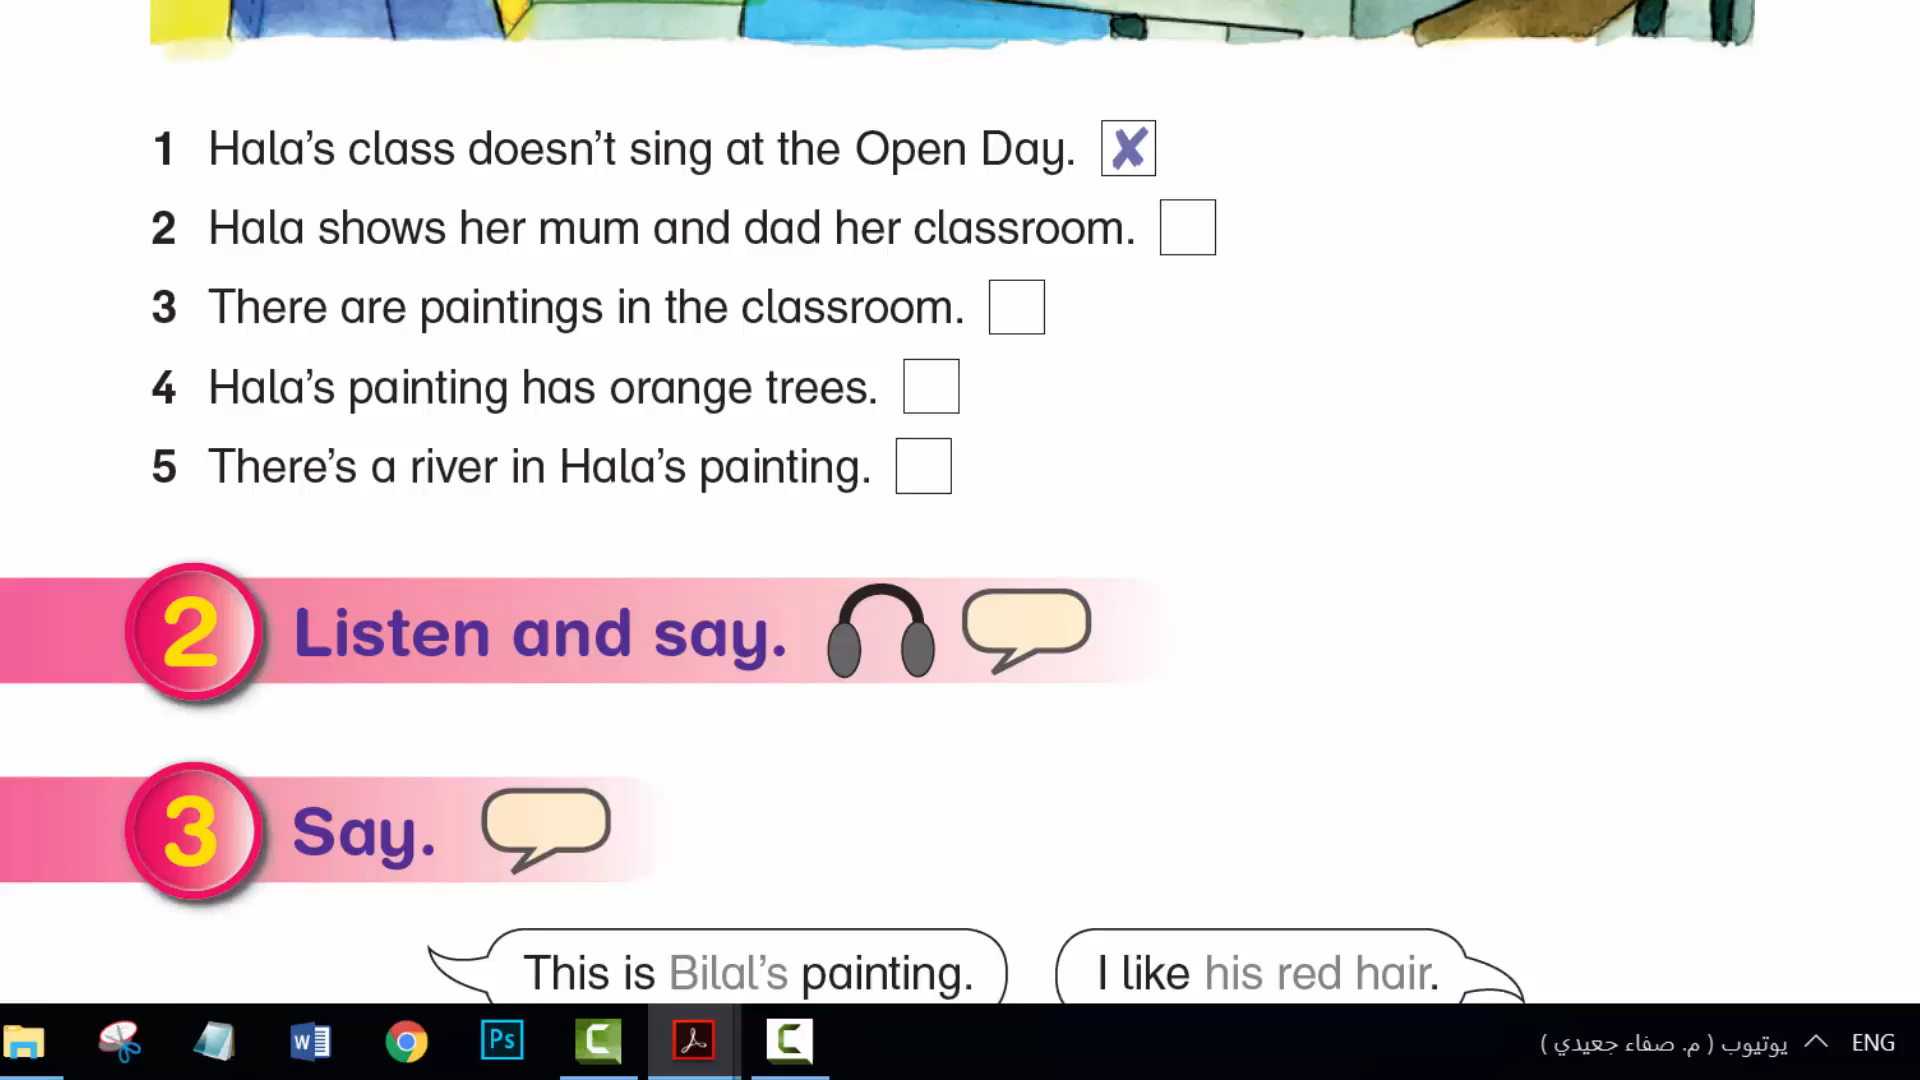 1 Hala's class doesn't sing at the Open Day. ✘
2 Hala shows her mum and dad her classroom.
3 There are paintings in the classroom.
4 Hala's painting has orange trees.
5 There's a river in Hala's painting.
2 Listen and say.
3 Say.
This is Bilal's painting.
I like his red hair.
W
Ps
C
C
يوتيوب ( م. صفاء جعيدي )
ENG